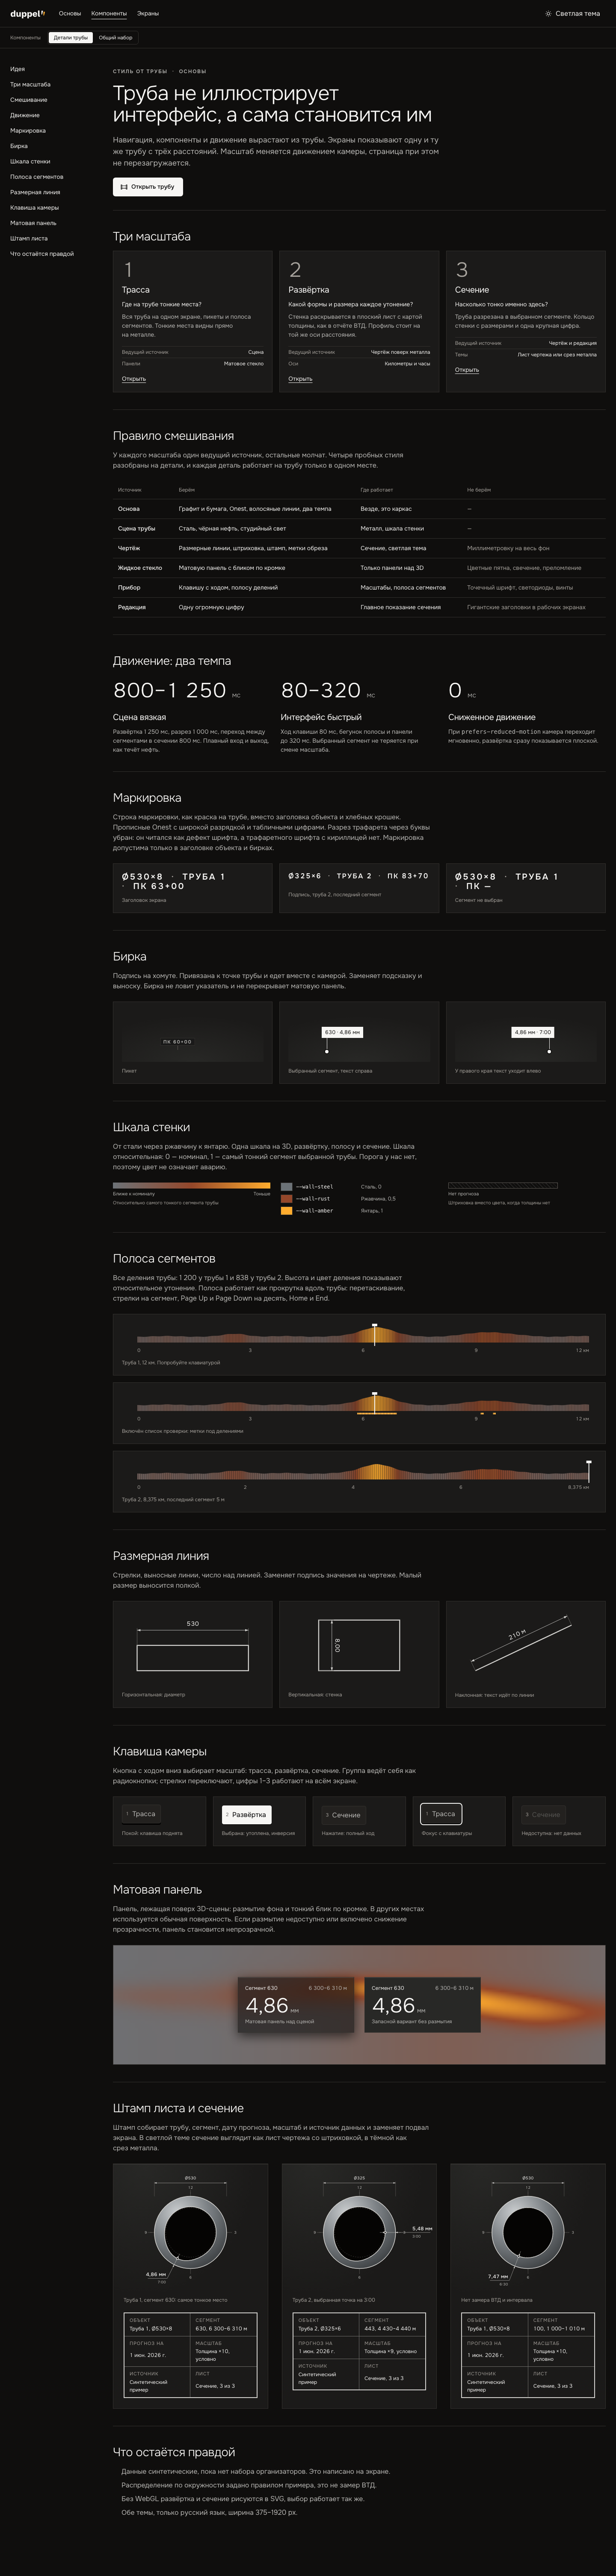 duppel
Основы
Компоненты
Экраны
Светлая тема
Компоненты
Детали трубы
Общий набор
Идея
Три масштаба
Смешивание
Движение
Маркировка
Бирка
Шкала стенки
Полоса сегментов
Размерная линия
Клавиша камеры
Матовая панель
Штамп листа
Что остаётся правдой
СТИЛЬ ОТ ТРУБЫ · ОСНОВЫ
Труба не иллюстрирует
интерфейс, а сама становится им
Навигация, компоненты и движение вырастают из трубы. Экраны показывают одну и ту
же трубу с трёх расстояний. Масштаб меняется движением камеры, страница при этом
не перезагружается.
Открыть трубу
Три масштаба
1
Трасса
Где на трубе тонкие места?
Вся труба на одном экране, пикеты и полоса
сегментов. Тонкие места видны прямо
на металле.
Ведущий источник Сцена
Панели Матовое стекло
Открыть
2
Развёртка
Какой формы и размера каждое утонение?
Стенка раскрывается в плоский лист с картой
толщины, как в отчёте ВТД. Профиль стоит на
той же оси расстояния.
Ведущий источник Чертёж поверх металла
Оси Километры и часы
Открыть
3
Сечение
Насколько тонко именно здесь?
Труба разрезана в выбранном сегменте. Кольцо
стенки с размерами и одна крупная цифра.
Ведущий источник Чертёж и редакция
Темы Лист чертежа или срез металла
Открыть
Правило смешивания
У каждого масштаба один ведущий источник, остальные молчат. Четыре пробных стиля
разобраны на детали, и каждая деталь работает на трубу только в одном месте.
Источник Берём Где работает Не берём
Основа Графит и бумага, Onest, волосяные линии, два темпа Везде, это каркас —
Сцена трубы Сталь, чёрная нефть, студийный свет Металл, шкала стенки —
Чертёж Размерные линии, штриховка, штамп, метки обреза Сечение, светлая тема Миллиметровку на весь фон
Жидкое стекло Матовую панель с бликом по кромке Только панели над 3D Цветные пятна, свечение, преломление
Прибор Клавишу с ходом, полосу делений Масштабы, полоса сегментов Точечный шрифт, светодиоды, винты
Редакция Одну огромную цифру Главное показание сечения Гигантские заголовки в рабочих экранах
Движение: два темпа
800–1 250 мс
Сцена вязкая
Развёртка 1 250 мс, разрез 1 000 мс, переход между
сегментами в сечении 800 мс. Плавный вход и выход,
как течёт нефть.
80–320 мс
Интерфейс быстрый
Ход клавиши 80 мс, бегунок полосы и панели
до 320 мс. Выбранный сегмент не теряется при
смене масштаба.
0 мс
Сниженное движение
При prefers-reduced-motion камера переходит
мгновенно, развёртка сразу показывается плоской.
Маркировка
Строка маркировки, как краска на трубе, вместо заголовка объекта и хлебных крошек.
Прописные Onest с широкой разрядкой и табличными цифрами. Разрез трафарета через буквы
убран: он читался как дефект шрифта, а трафаретного шрифта с кириллицей нет. Маркировка
допустима только в заголовке объекта и бирках.
Ø530×8 · ТРУБА 1
· ПК 63+00
Заголовок экрана
Ø325×6 · ТРУБА 2 · ПК 83+70
Подпись, труба 2, последний сегмент
Ø530×8 · ТРУБА 1
· ПК —
Сегмент не выбран
Бирка
Подпись на хомуте. Привязана к точке трубы и едет вместе с камерой. Заменяет подсказку и
выноску. Бирка не ловит указатель и не перекрывает матовую панель.
ПК 60+00
Пикет
630 · 4,86 мм
Выбранный сегмент, текст справа
4,86 мм · 7:00
У правого края текст уходит влево
Шкала стенки
От стали через ржавчину к янтарю. Одна шкала на 3D, развёртку, полосу и сечение. Шкала
относительна: 0 — номинал, 1 — самый тонкий сегмент выбранной трубы. Порога у нас нет,
поэтому цвет не означает аварию.
Ближе к номиналу Тоньше
Относительно самого тонкого сегмента трубы
--wall-steel Сталь, 0
--wall-rust Ржавчина, 0,5
--wall-amber Янтарь, 1
Нет прогноза
Штриховка вместо цвета, когда толщины нет
Полоса сегментов
Все деления трубы: 1 200 у трубы 1 и 838 у трубы 2. Высота и цвет деления показывают
относительное утонение. Полоса работает как прокрутка вдоль трубы: перетаскивание,
стрелки на сегмент, Page Up и Page Down на десять, Home и End.
0 3 6 9 12 км
Труба 1, 12 км. Попробуйте клавиатурой
0 3 6 9 12 км
Включён список проверки: метки под делениями
0 2 4 6 8,375 км
Труба 2, 8,375 км, последний сегмент 5 м
Размерная линия
Стрелки, выносные линии, число над линией. Заменяет подпись значения на чертеже. Малый
размер выносится полкой.
530
Горизонтальная: диаметр
8,00
Вертикальная: стенка
210 м
Наклонная: текст идёт по линии
Клавиша камеры
Кнопка с ходом вниз выбирает масштаб: трасса, развёртка, сечение. Группа ведёт себя как
радиокнопки; стрелки переключают, цифры 1–3 работают на всём экране.
1 Трасса
Покой: клавиша поднята
2 Развёртка
Выбрана: утоплена, инверсия
3 Сечение
Нажатие: полный ход
1 Трасса
Фокус с клавиатуры
3 Сечение
Недоступна: нет данных
Матовая панель
Панель, лежащая поверх 3D-сцены: размытие фона и тонкий блик по кромке. В других местах
используется обычная поверхность. Если размытие недоступно или включено снижение
прозрачности, панель становится непрозрачной.
Сегмент 630 6 300–6 310 м
4,86 мм
Матовая панель над сценой
Сегмент 630 6 300–6 310 м
4,86 мм
Запасной вариант без размытия
Штамп листа и сечение
Штамп собирает трубу, сегмент, дату прогноза, масштаб и источник данных и заменяет подвал
экрана. В светлой теме сечение выглядит как лист чертежа со штриховкой, в тёмной как
срез металла.
Ø530
12
9
3
6
4,86 мм
7:00
Труба 1, сегмент 630: самое тонкое место
ОБЪЕКТ СЕГМЕНТ
Труба 1, Ø530×8 630, 6 300–6 310 м
ПРОГНОЗ НА МАСШТАБ
1 июн. 2026 г. Толщина ×10,
условно
ИСТОЧНИК ЛИСТ
Синтетический
пример
Сечение, 3 из 3
Ø325
12
9
3
6
5,48 мм
3:00
Труба 2, выбранная точка на 3:00
ОБЪЕКТ СЕГМЕНТ
Труба 2, Ø325×6 443, 4 430–4 440 м
ПРОГНОЗ НА МАСШТАБ
1 июн. 2026 г. Толщина ×9, условно
ИСТОЧНИК ЛИСТ
Синтетический
пример
Сечение, 3 из 3
Ø530
12
9
3
6
7,47 мм
6:30
Нет замера ВТД и интервала
ОБЪЕКТ СЕГМЕНТ
Труба 1, Ø530×8 100, 1 000–1 010 м
ПРОГНОЗ НА МАСШТАБ
1 июн. 2026 г. Толщина ×10,
условно
ИСТОЧНИК ЛИСТ
Синтетический
пример
Сечение, 3 из 3
Что остаётся правдой
Данные синтетические, пока нет набора организаторов. Это написано на экране.
Распределение по окружности задано правилом примера, это не замер ВТД.
Без WebGL развёртка и сечение рисуются в SVG, выбор работает так же.
Обе темы, только русский язык, ширина 375–1920 px.